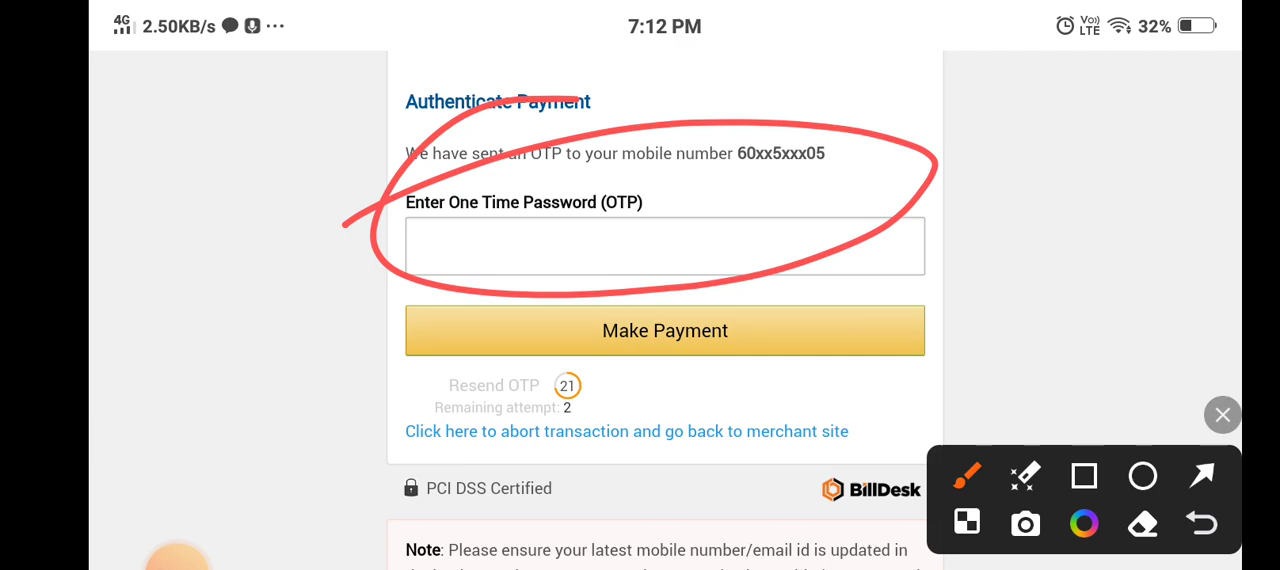 4G 2.50KB/s ... 7:12 PM Vo) LTE 32%
Authenticate Payment
We have sent an OTP to your mobile number 60xx5xxx05
Enter One Time Password (OTP)
Make Payment
Resend OTP 21
Remaining attempt: 2
Click here to abort transaction and go back to merchant site
PCI DSS Certified BillDesk
Note: Please ensure your latest mobile number/email id is updated in